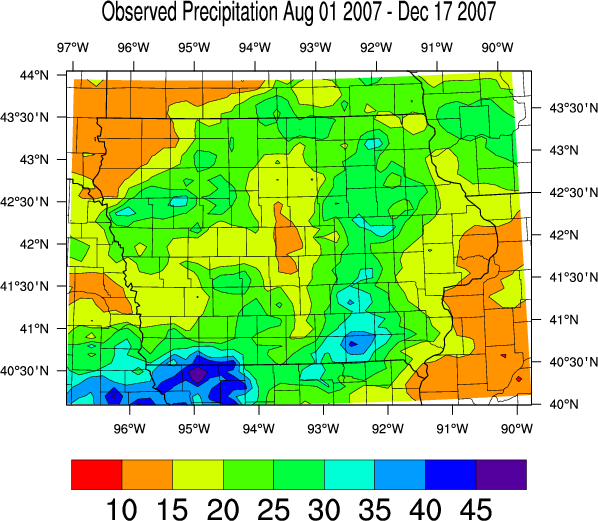 Observed Precipitation Aug 01 2007 - Dec 17 2007
97°W 96°W 95°W 94°W 93°W 92°W 91°W 90°W
44°N
43°30'N 43°30'N
43°N 43°N
42°30'N 42°30'N
42°N 42°N
41°30'N 41°30'N
41°N 41°N
40°30'N 40°30'N
40°N
96°W 95°W 94°W 93°W 92°W 91°W 90°W
10 15 20 25 30 35 40 45